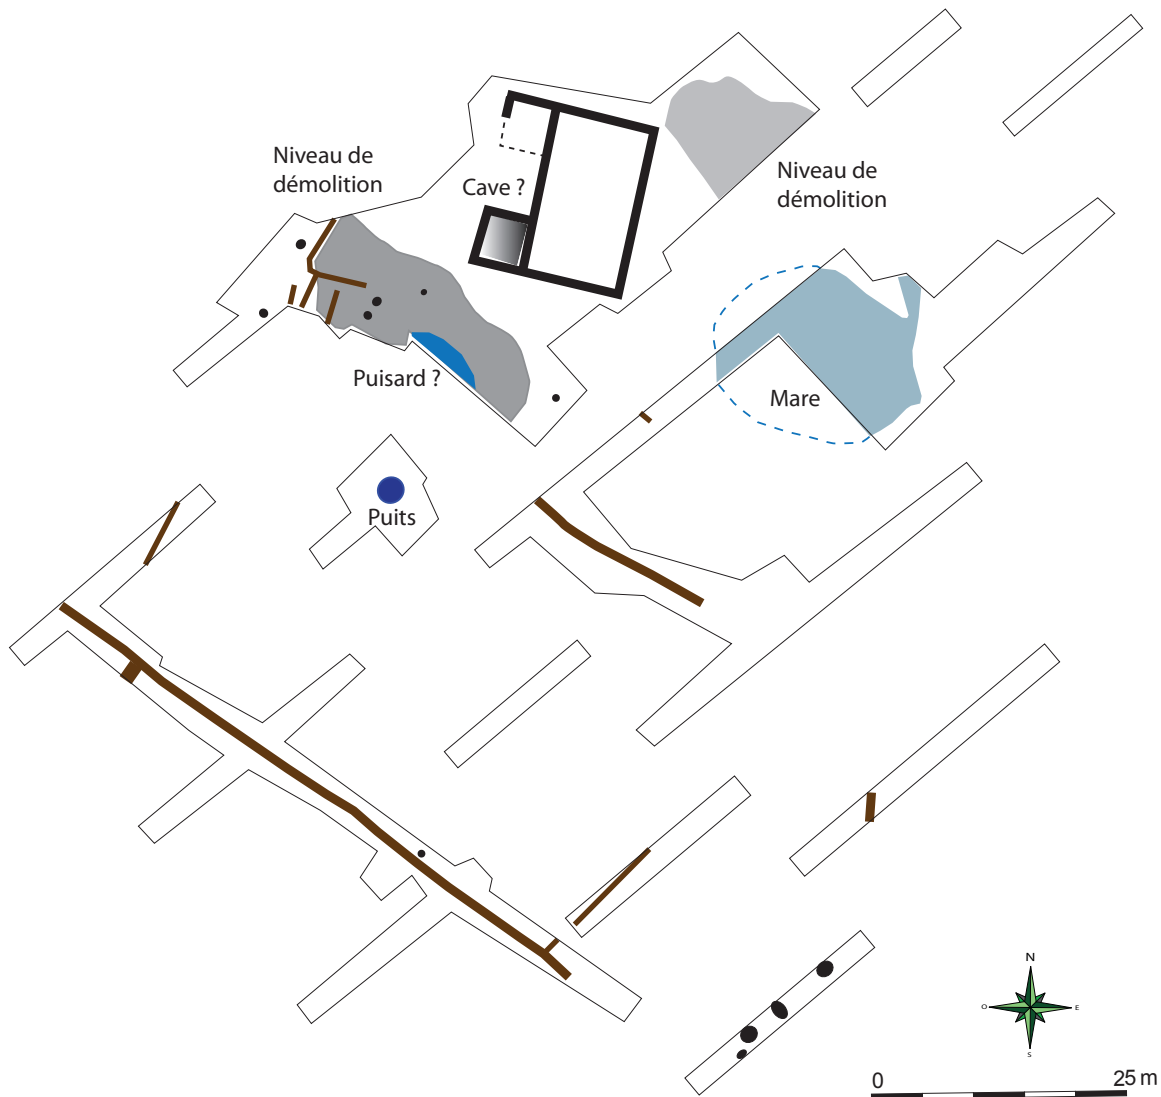 Niveau de
démolition
Cave ?
Niveau de
démolition
Puisard ?
Mare
Puits
N
O
E
S
0
25 m